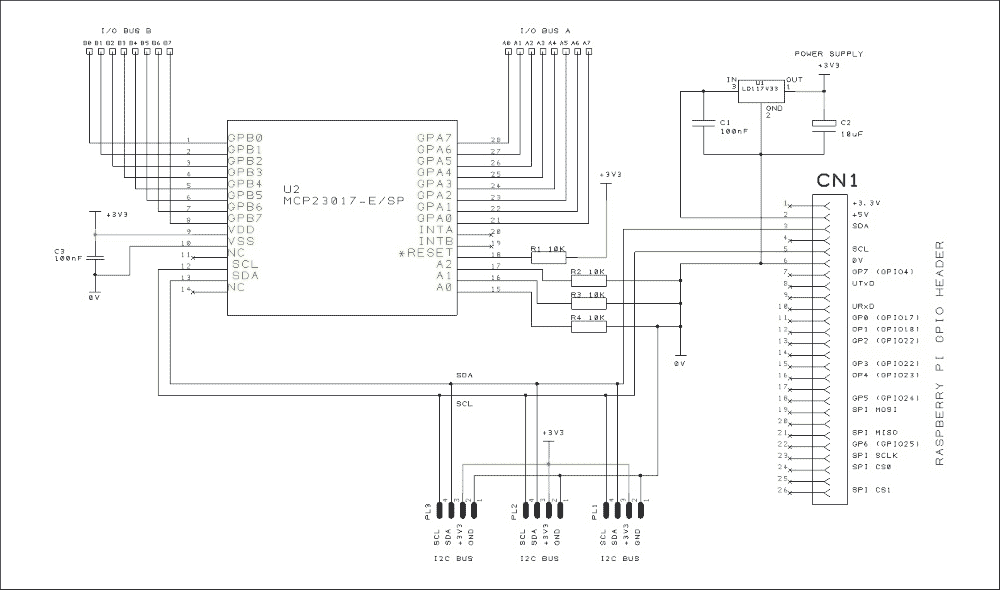 I/O BUS B
B0 B1 B2 B3 B4 B5 B6 B7
I/O BUS A
A0 A1 A2 A3 A4 A5 A6 A7
POWER SUPPLY
+3V3
IN U1 OUT
3 LD117V33 1
GND
2
C1
100nF
C2
10uF
U2
MCP23017-E/SP
1 GPB0 GPA7 28
2 GPB1 GPA6 27
3 GPB2 GPA5 26
4 GPB3 GPA4 25
5 GPB4 GPA3 24
6 GPB5 GPA2 23
7 GPB6 GPA1 22
8 GPB7 GPA0 21
9 VDD INTA 20
10 VSS INTB 19
11 NC *RESET 18
12 SCL A2 17
13 SDA A1 16
14 NC A0 15
+3V3
C3
100nF
0V
+3V3
R1 10K
R2 10K
R3 10K
R4 10K
0V
CN1
1 +3.3V
2 +5V
3 SDA
4
5 SCL
6 0V
7 GP7 (GPIO4)
8 UTxD
9
10 URxD
11 GP0 (GPIO17)
12 GP1 (GPIO18)
13 GP2 (GPIO22)
14
15 GP3 (GPIO22)
16 GP4 (GPIO23)
17
18 GP5 (GPIO24)
19 SPI MOSI
20
21 SPI MISO
22 GP6 (GPIO25)
23 SPI SCLK
24 SPI CS0
25
26 SPI CS1
RASPBERRY PI GPIO HEADER
SDA
SCL
+3V3
4 3 2 1
PL3
SCL
SDA
+3V3
GND
I2C BUS
4 3 2 1
PL2
SCL
SDA
+3V3
GND
I2C BUS
4 3 2 1
PL1
SCL
SDA
+3V3
GND
I2C BUS